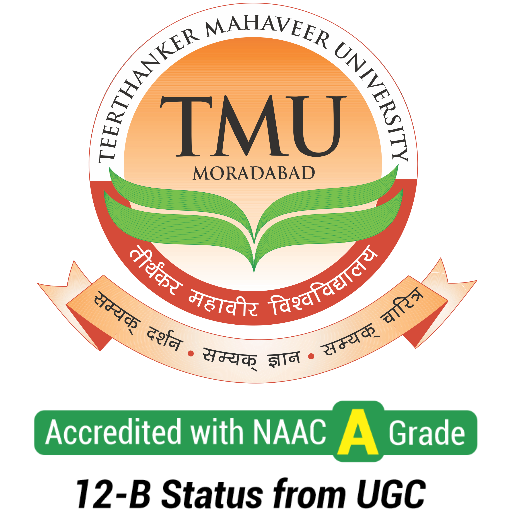 TEERTHANKER MAHAVEER UNIVERSITY
TMU
MORADABAD
तीर्थंकर महावीर विश्वविद्यालय
सम्यक् दर्शन • सम्यक् ज्ञान • सम्यक् चारित्र
Accredited with NAAC A Grade
12-B Status from UGC